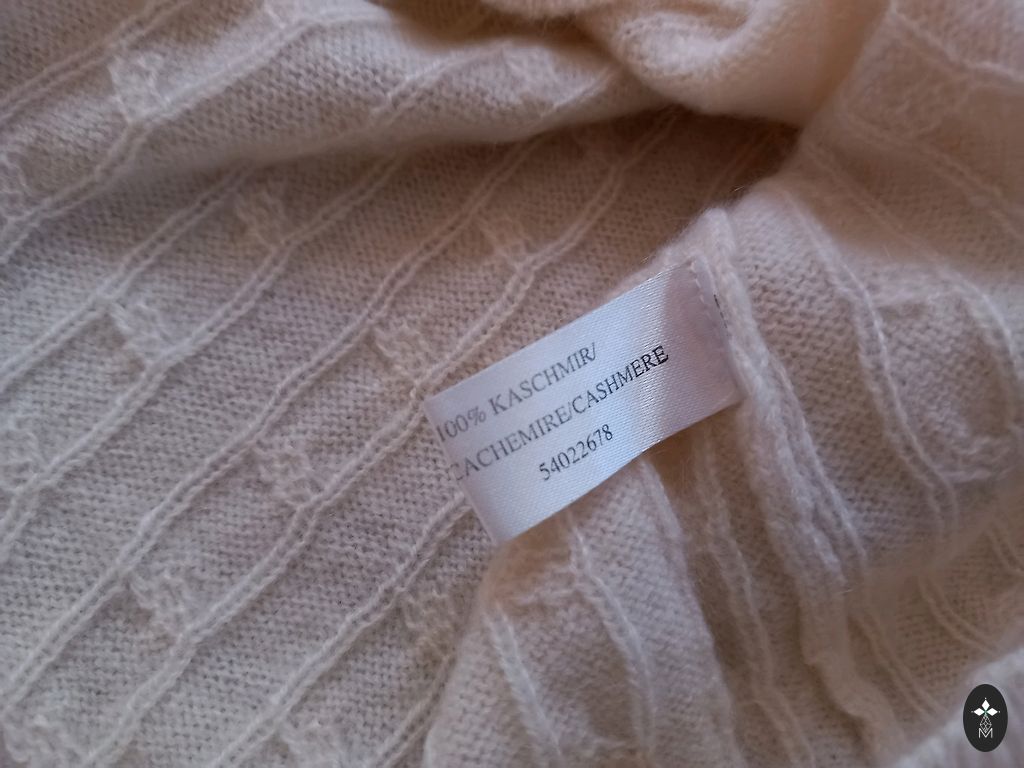 100% KASCHMIR/
CACHEMIRE/CASHMERE
54022678
M